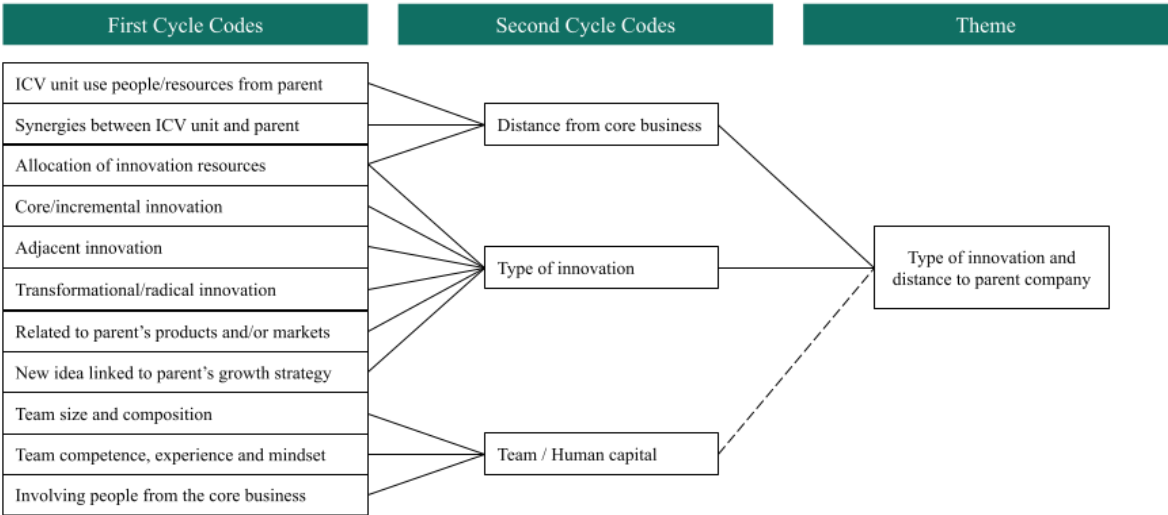 First Cycle Codes
Second Cycle Codes
Theme
ICV unit use people/resources from parent
Synergies between ICV unit and parent
Allocation of innovation resources
Core/incremental innovation
Adjacent innovation
Transformational/radical innovation
Related to parent’s products and/or markets
New idea linked to parent’s growth strategy
Team size and composition
Team competence, experience and mindset
Involving people from the core business
Distance from core business
Type of innovation
Team / Human capital
Type of innovation and
distance to parent company